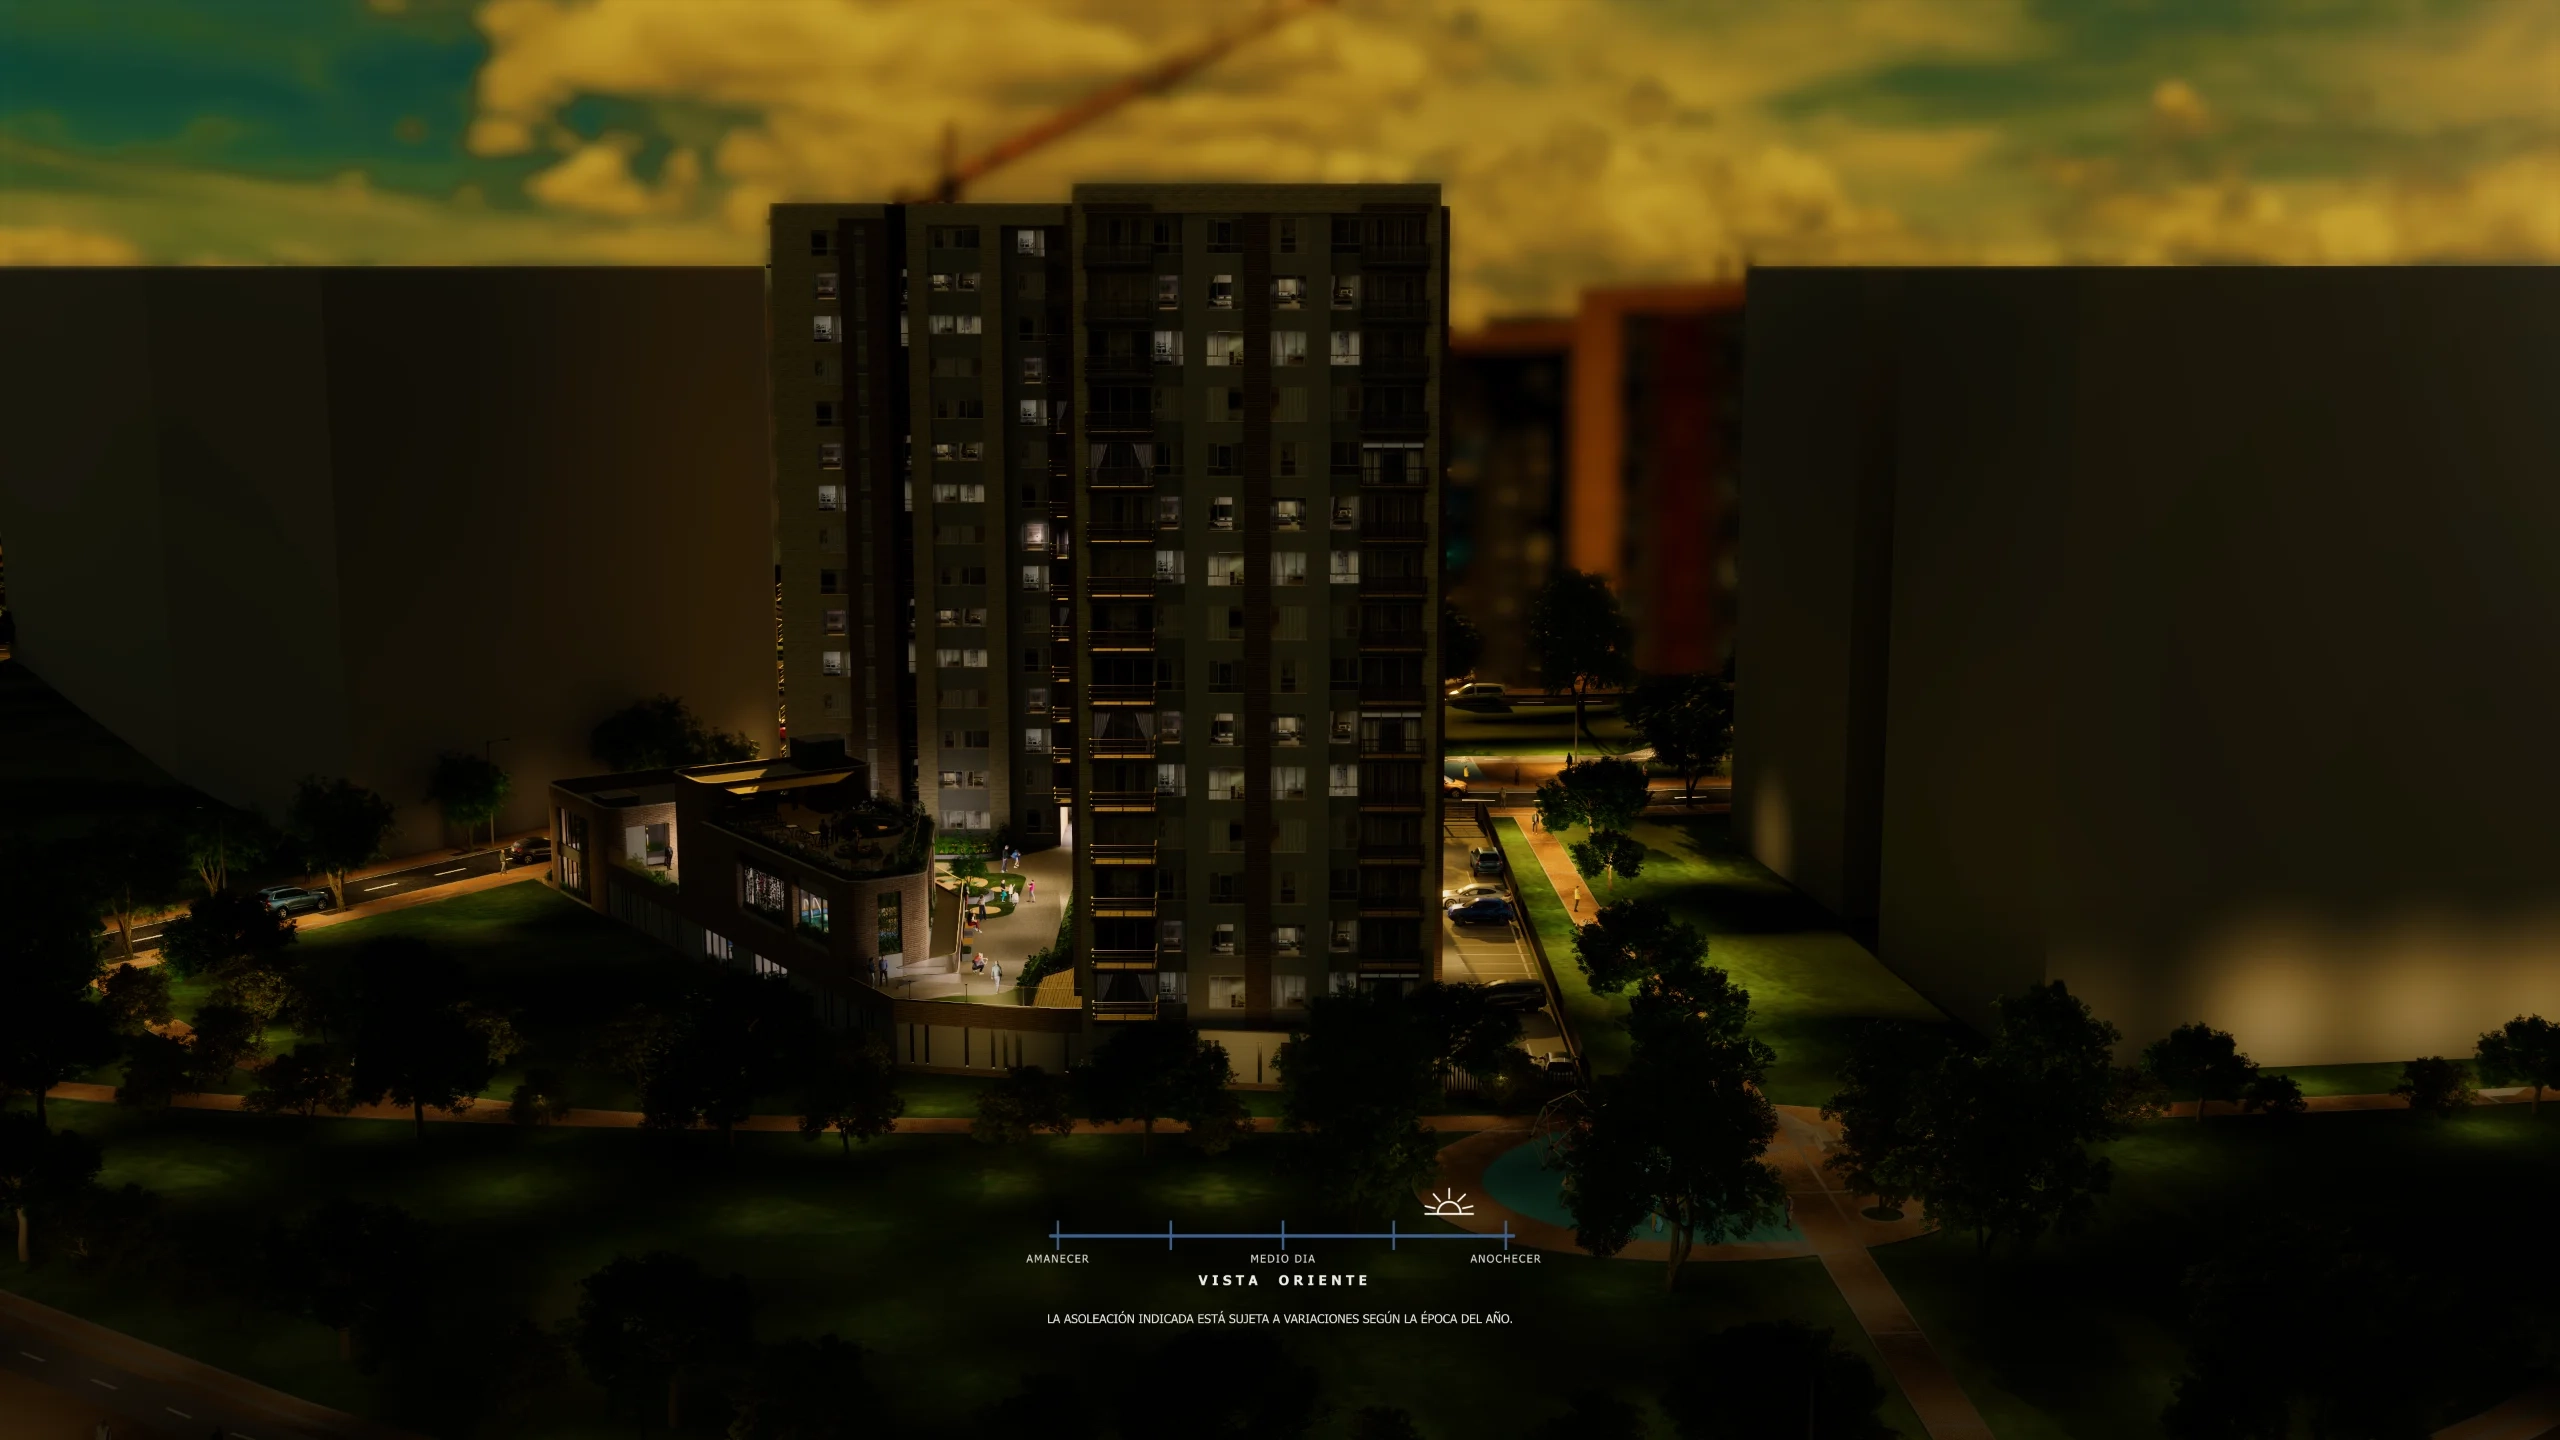 AMANECER MEDIO DIA ANOCHECER
VISTA ORIENTE
LA ASOLEACIÓN INDICADA ESTÁ SUJETA A VARIACIONES SEGÚN LA ÉPOCA DEL AÑO.